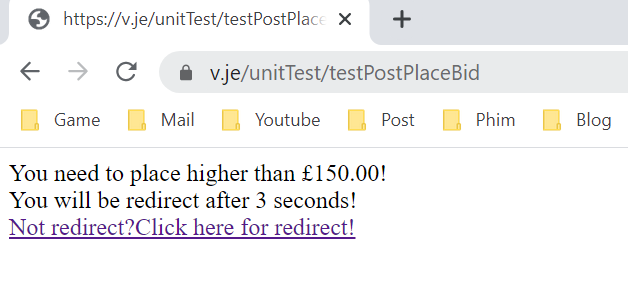 https://v.je/unitTest/testPostPlace
v.je/unitTest/testPostPlaceBid
Game Mail Youtube Post Phim Blog
You need to place higher than £150.00!
You will be redirect after 3 seconds!
Not redirect?Click here for redirect!